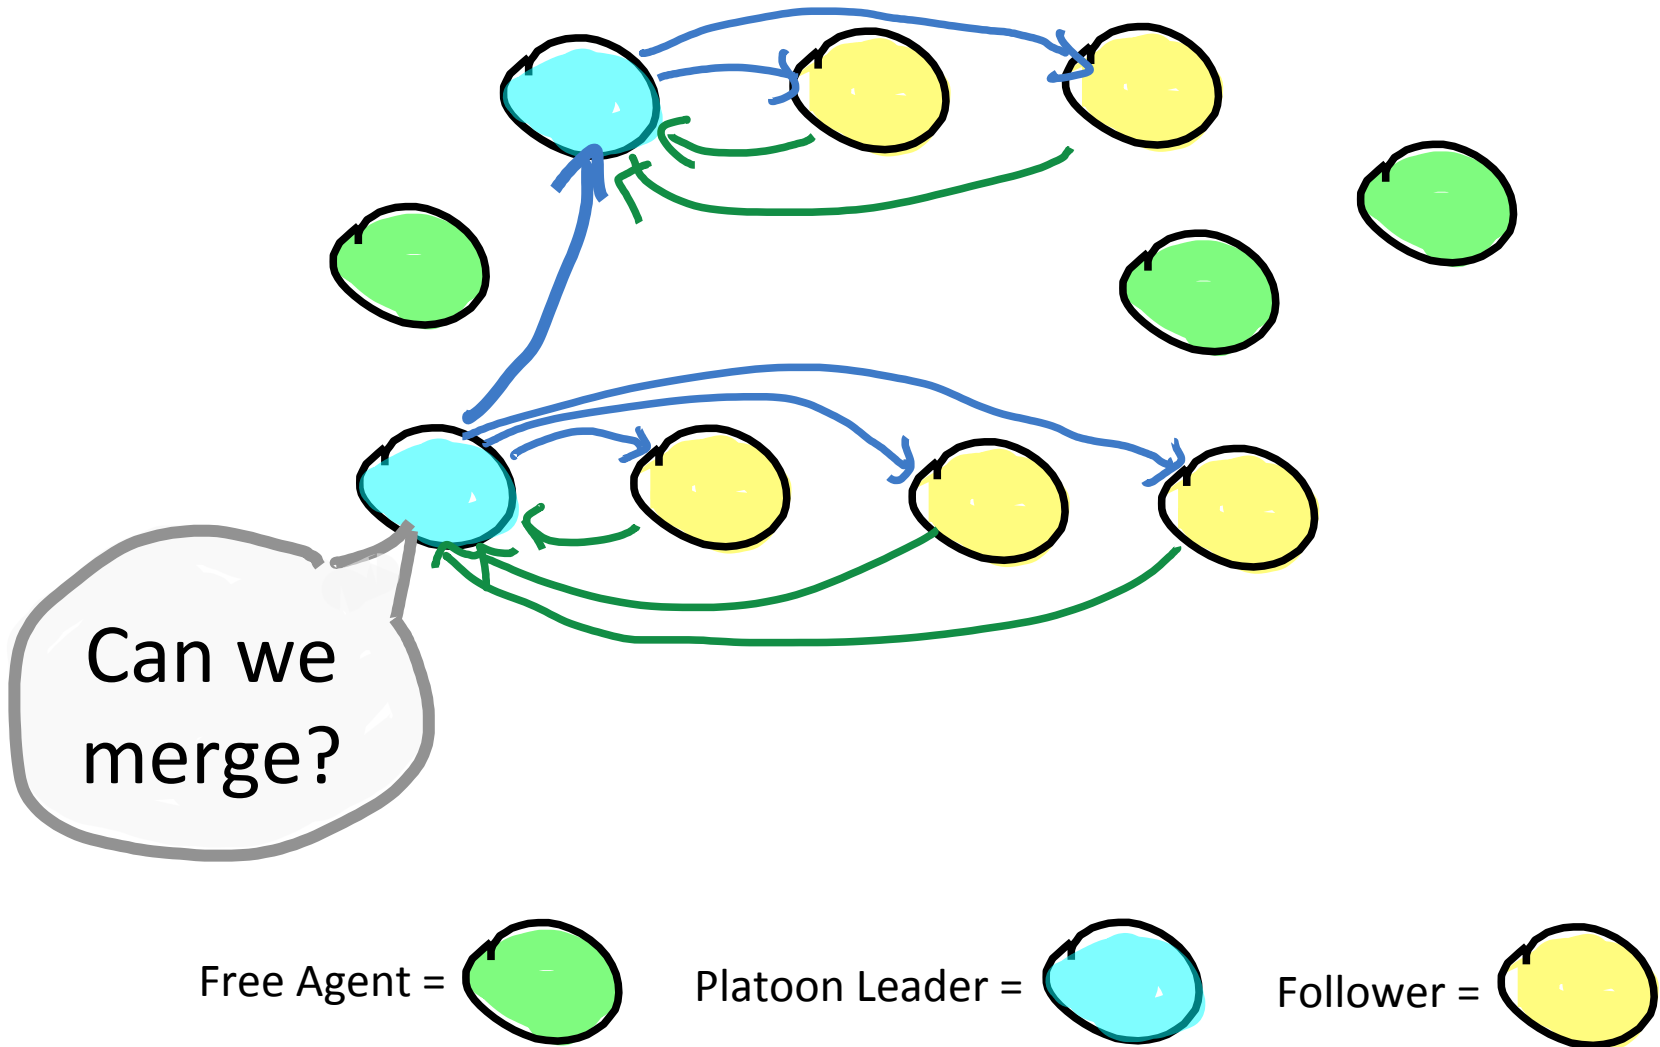 Can we
merge?
Free Agent =
Platoon Leader =
Follower =